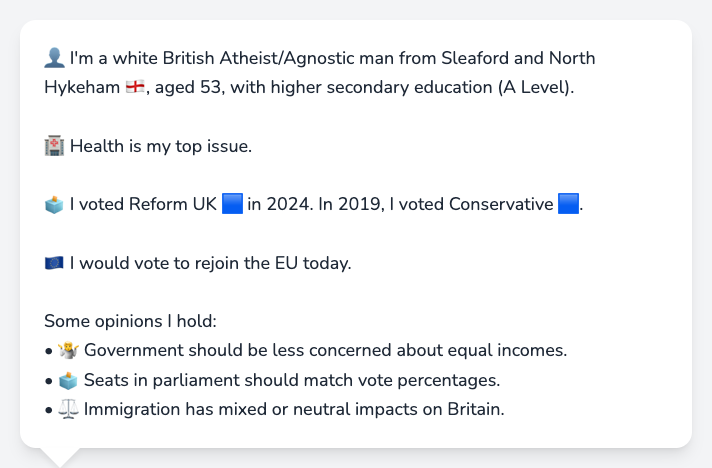 👤 I'm a white British Atheist/Agnostic man from Sleaford and North
Hykeham 🏴󠁧󠁢󠁥󠁮󠁧󠁿, aged 53, with higher secondary education (A Level).
🏥 Health is my top issue.
🗳️ I voted Reform UK 🟦 in 2024. In 2019, I voted Conservative 🟦.
🇪🇺 I would vote to rejoin the EU today.
Some opinions I hold:
• 🤷 Government should be less concerned about equal incomes.
• 🗳️ Seats in parliament should match vote percentages.
• ⚖️ Immigration has mixed or neutral impacts on Britain.